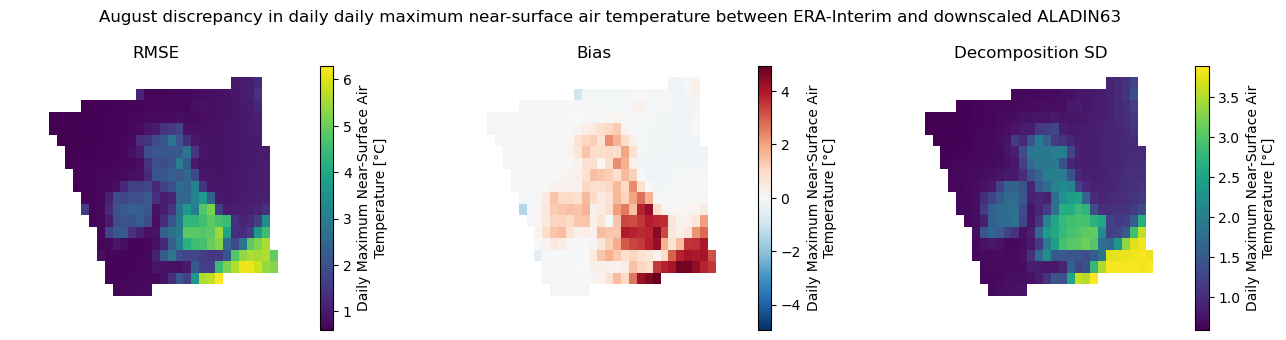 August discrepancy in daily daily maximum near-surface air temperature between ERA-Interim and downscaled ALADIN63
RMSE
6
5
4
3
2
1
Daily Maximum Near-Surface Air
Temperature [°C]
Bias
4
2
0
−2
−4
Daily Maximum Near-Surface Air
Temperature [°C]
Decomposition SD
3.5
3.0
2.5
2.0
1.5
1.0
Daily Maximum Near-Surface Air
Temperature [°C]